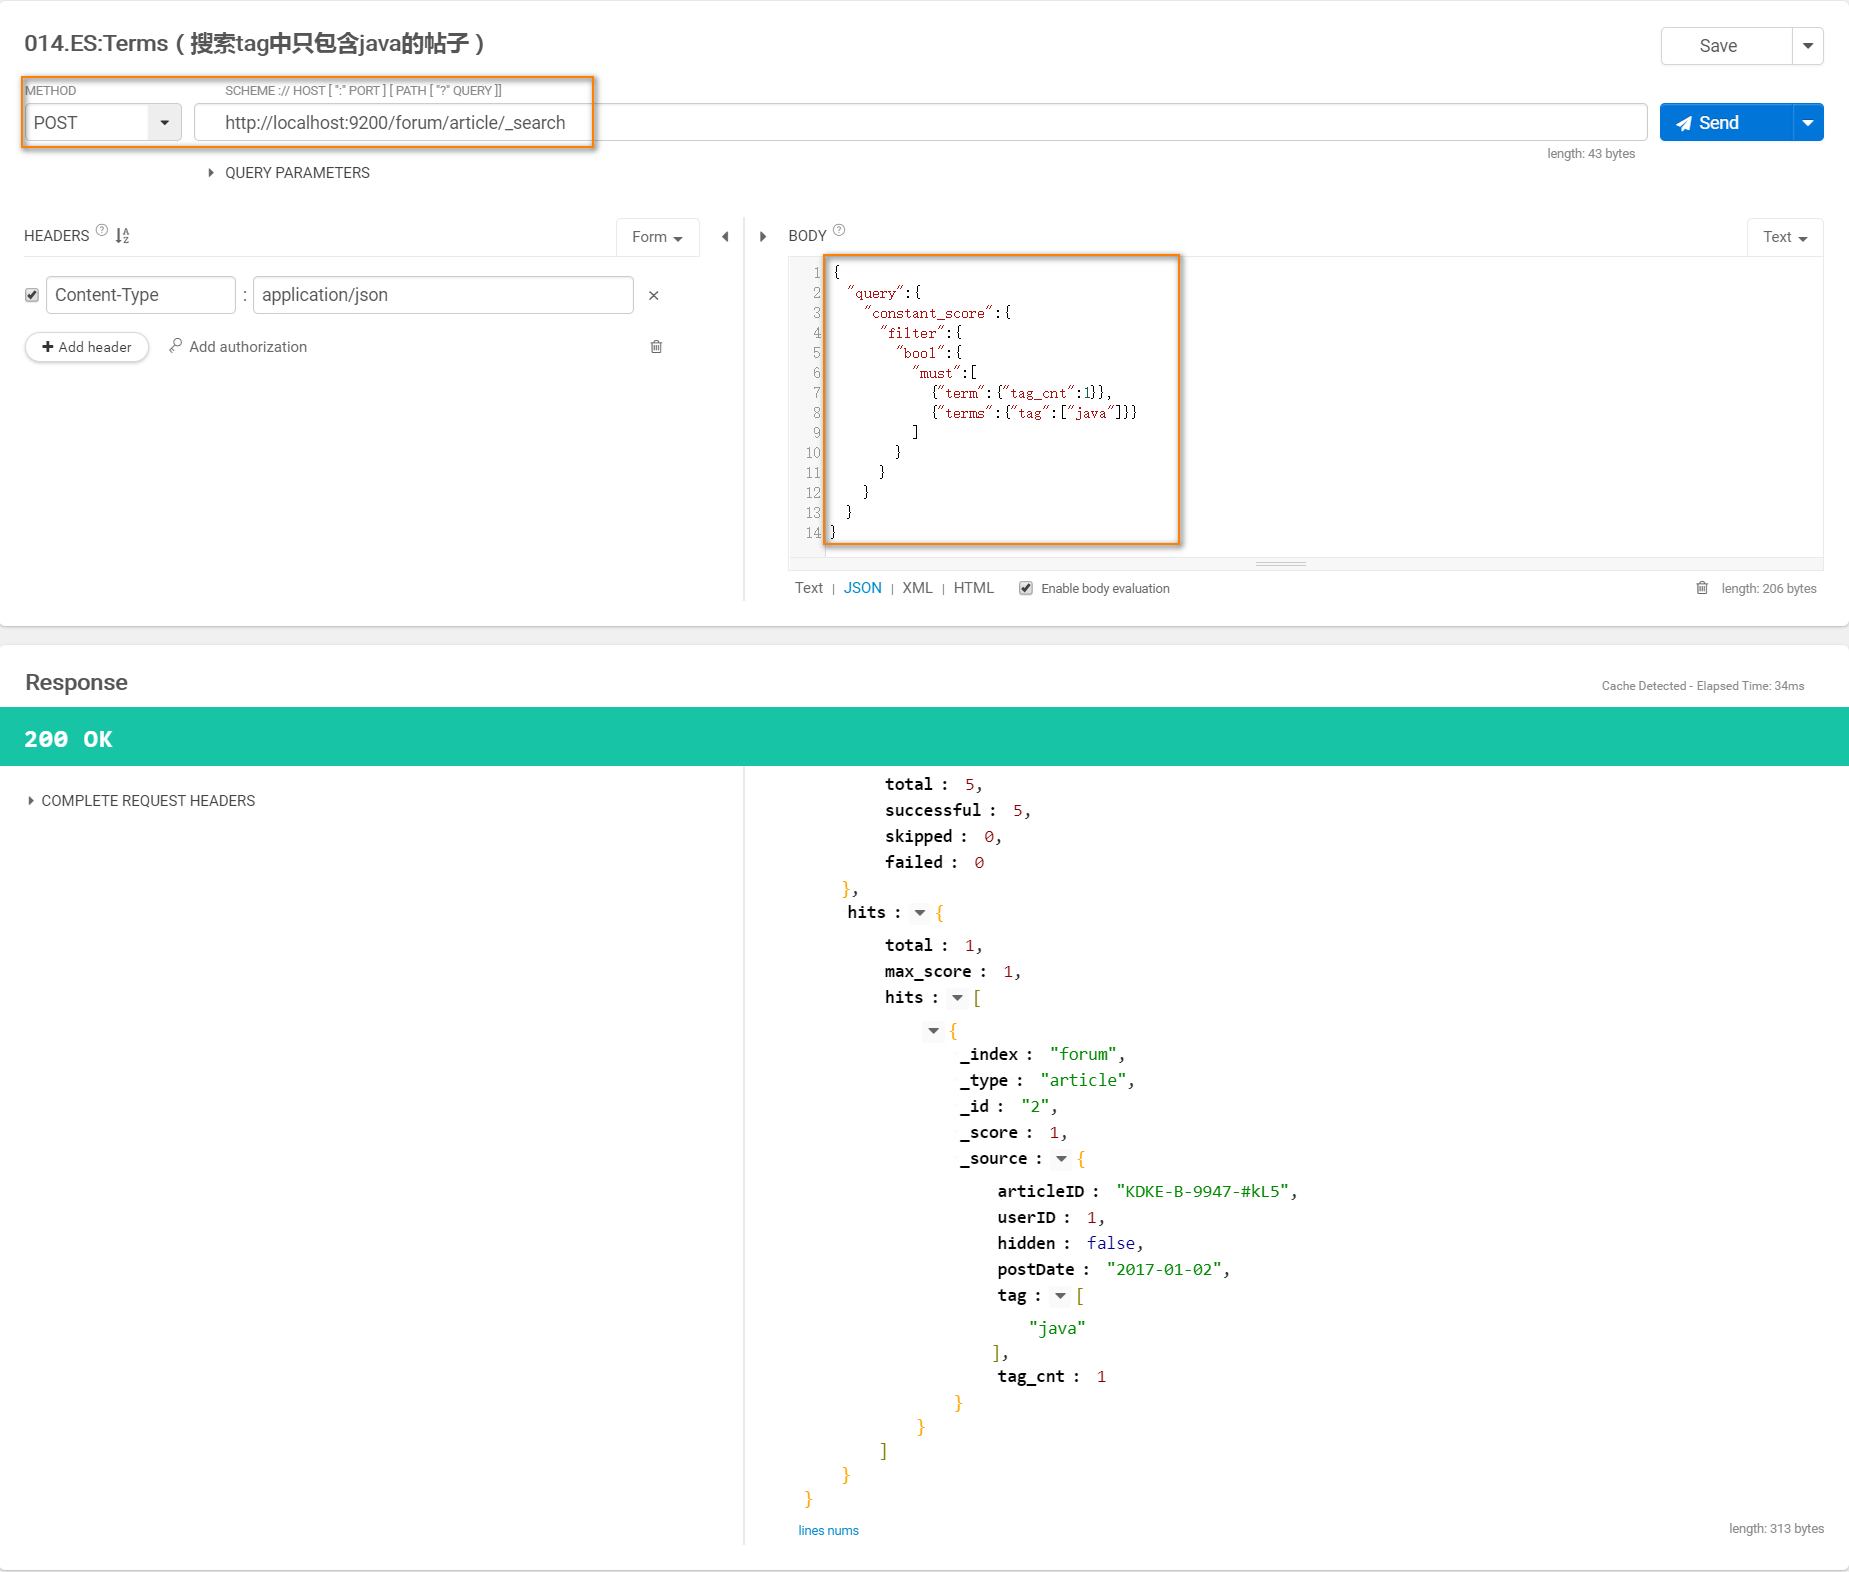 014.ES:Terms ( 搜索tag中只包含java的帖子 )
Save
METHOD
SCHEME :// HOST [ ":" PORT ] [ PATH [ "?" QUERY ]]
POST
http://localhost:9200/forum/article/_search
Send
length: 43 bytes
QUERY PARAMETERS
HEADERS
Form
BODY
Text
Content-Type : application/json
Add header
Add authorization
1 {
2 "query":{
3 "constant_score":{
4 "filter":{
5 "bool":{
6 "must":[
7 {"term":{"tag_cnt":1}},
8 {"terms":{"tag":["java"]}}
9 ]
10 }
11 }
12 }
13 }
14 }
Text | JSON | XML | HTML
Enable body evaluation
length: 206 bytes
Response
Cache Detected - Elapsed Time: 34ms
200 OK
COMPLETE REQUEST HEADERS
total : 5,
successful : 5,
skipped : 0,
failed : 0
},
hits : {
total : 1,
max_score : 1,
hits : [
{
_index : "forum",
_type : "article",
_id : "2",
_score : 1,
_source : {
articleID : "KDKE-B-9947-#kL5",
userID : 1,
hidden : false,
postDate : "2017-01-02",
tag : [
"java"
],
tag_cnt : 1
}
}
]
}
}
lines nums
length: 313 bytes